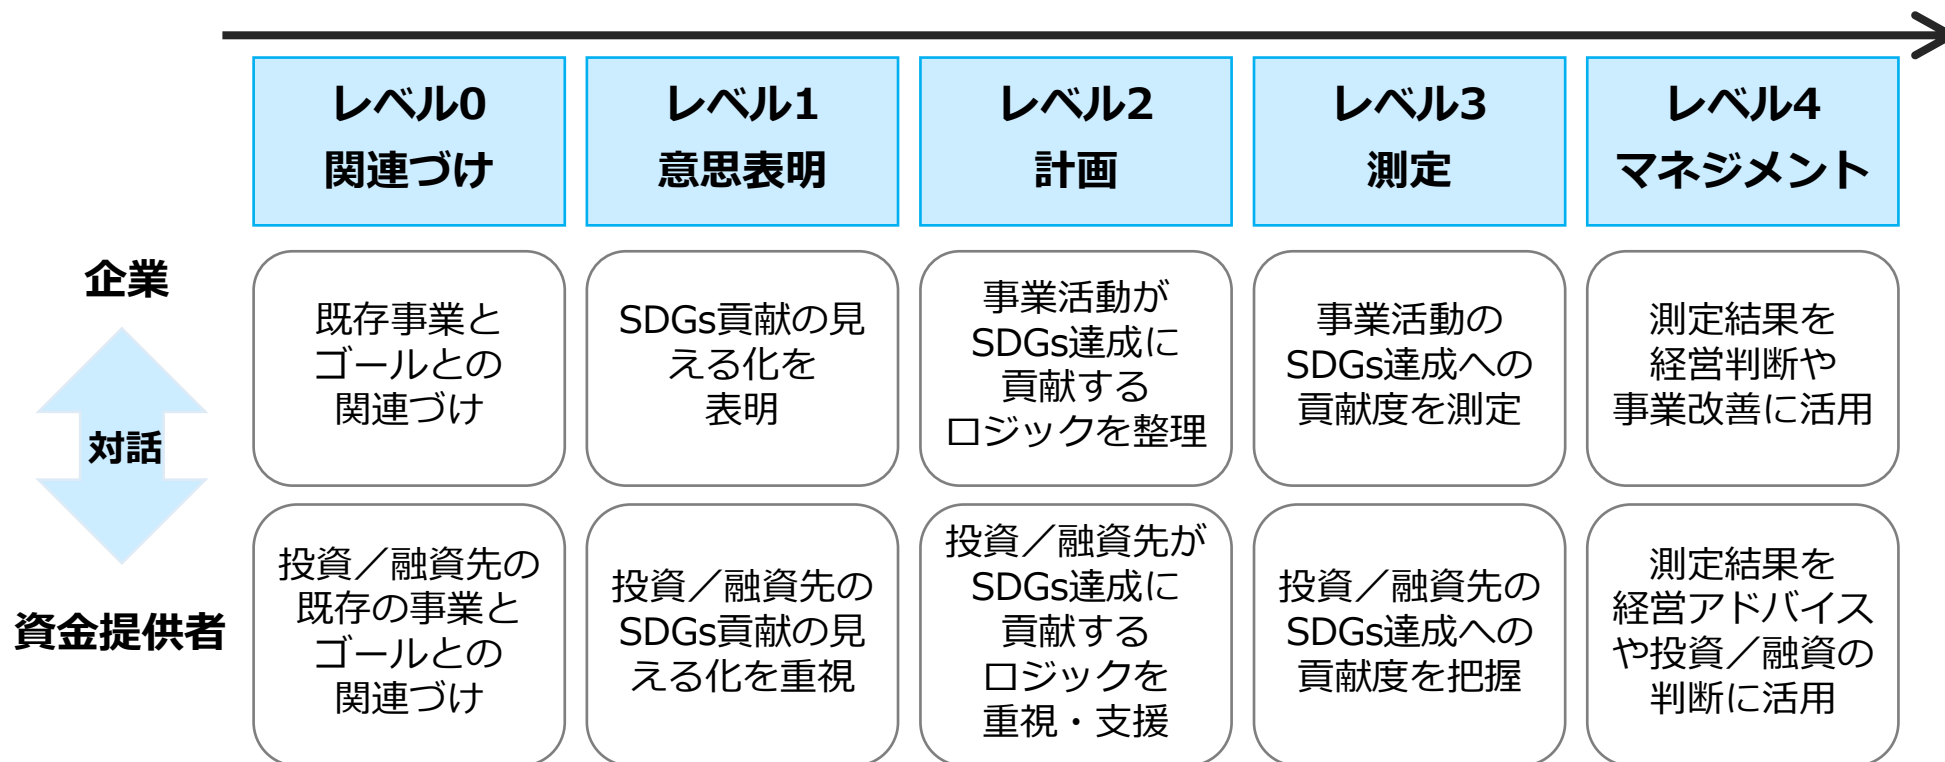 レベル0
関連づけ
レベル1
意思表明
レベル2
計画
レベル3
測定
レベル4
マネジメント
企業
既存事業と
ゴールとの
関連づけ
SDGs貢献の見
える化を
表明
事業活動が
SDGs達成に
貢献する
ロジックを整理
事業活動の
SDGs達成への
貢献度を測定
測定結果を
経営判断や
事業改善に活用
対話
資金提供者
投資／融資先の
既存の事業と
ゴールとの
関連づけ
投資／融資先の
SDGs貢献の見
える化を重視
投資／融資先が
SDGs達成に
貢献する
ロジックを
重視・支援
投資／融資先の
SDGs達成への
貢献度を把握
測定結果を
経営アドバイス
や投資／融資の
判断に活用